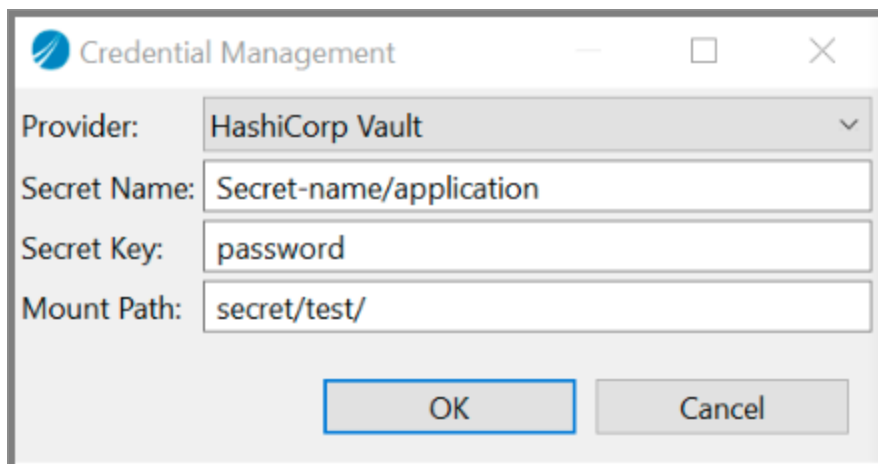 Credential Management
Provider: HashiCorp Vault
Secret Name: Secret-name/application
Secret Key: password
Mount Path: secret/test/
OK Cancel